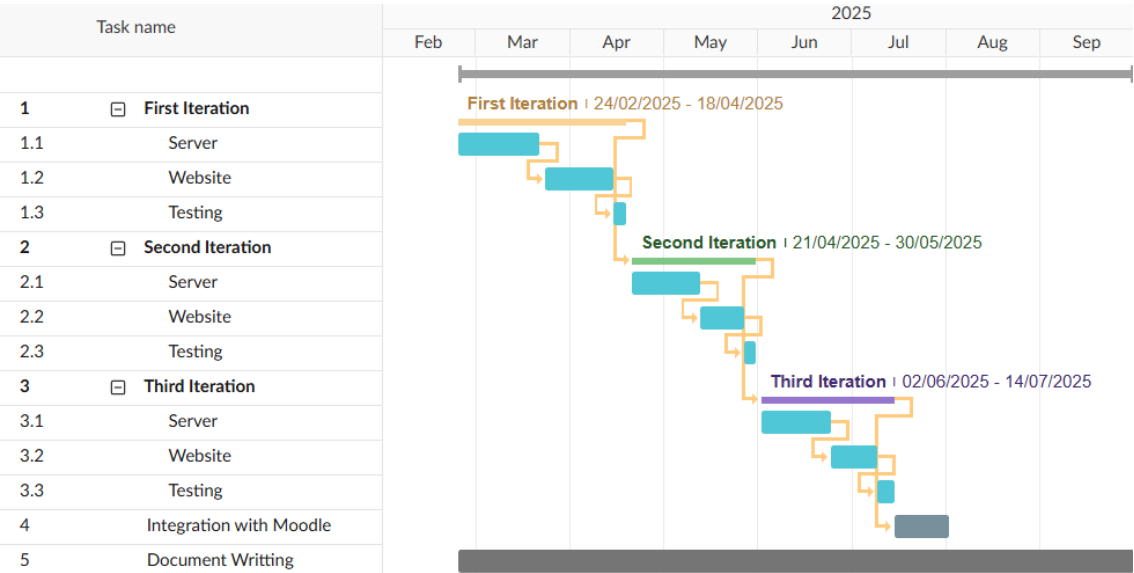 Task name
2025
Feb Mar Apr May Jun Jul Aug Sep
1 First Iteration
First Iteration | 24/02/2025 - 18/04/2025
1.1 Server
1.2 Website
1.3 Testing
2 Second Iteration
Second Iteration | 21/04/2025 - 30/05/2025
2.1 Server
2.2 Website
2.3 Testing
3 Third Iteration
Third Iteration | 02/06/2025 - 14/07/2025
3.1 Server
3.2 Website
3.3 Testing
4 Integration with Moodle
5 Document Writting